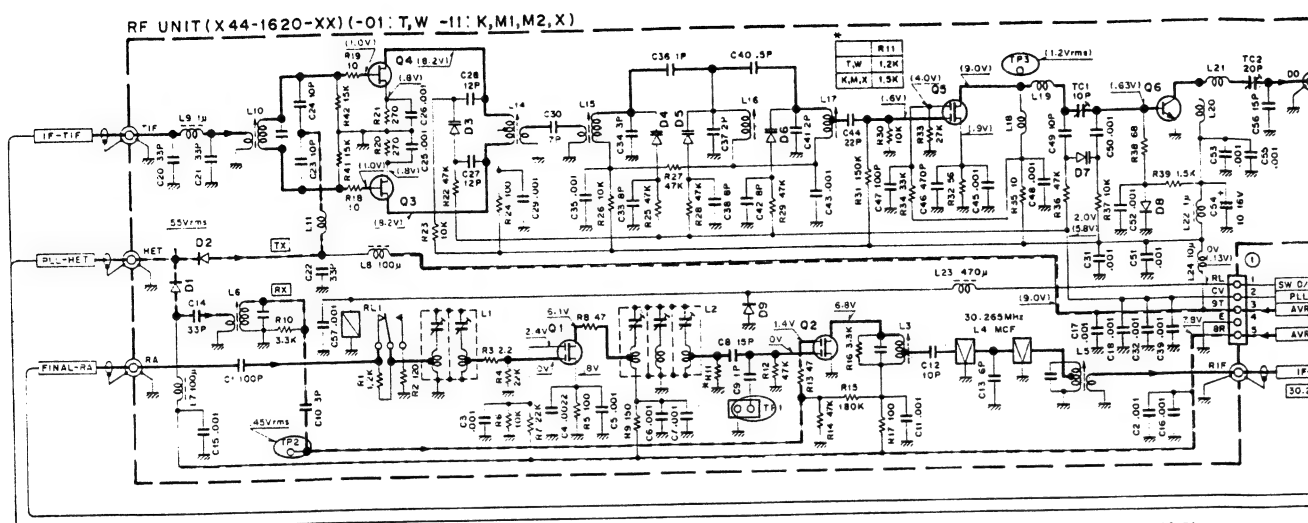 RF UNIT (X44-1620-XX) (-01: T,W -11: K,M1,M2,X)
*
R11
T,W 1.2K
K,M,X 1.5K
C36 1P
C40 .5P
TP3
(1.2Vrms)
TC2
20P
L21
(1.0V)
R19
10
Q4
(8.2V)
(.8V)
C28
12P
L14
C30
7P
L15
C34 3P
D4
D5
C37 2P
L16
D6
C41 2P
L17
C44
22P
(.6V)
(4.0V)
Q5
(9.0V)
L19
TC1
10P
(.63V)
Q6
L20
C56 15P
DO
IF-TIF
TIF
L9 1μ
L10
C24 10P
C23 10P
R42 15K
R41 15K
R21
270
R20
270
C26 .001
C25 .001
D3
C27
12P
C20
33P
C21
33P
(1.0V)
(.8V)
R18
10
Q3
(8.2V)
R22 47K
R23
10K
R24 100
C29 .001
C35 .001
R26 10K
C33 8P
R25 47K
R27
47K
R28 47K
C38 8P
C42 8P
R29 47K
C43 .001
R31 150K
R30
10K
R33
27K
C47 100P
R34 33K
C46 470P
R32 56
C45 .001
(.9V)
L18
R35 10
C48 .001
C49 10P
C50 .001
D7
R36 47K
R37 10K
R38 68
C52 .001
D8
R39 1.5K
L22 1μ
C53
.001
C55
.001
C54
10 16V
2.0V
(5.8V)
C31
.001
C51
.001
L24 10μ
0V
(.13V)
L11
.55Vrms
HET
PLL-HET
D2
TX
D1
C14
33P
L6
RX
R10
3.3K
C22
33P
L8 100μ
L23 470μ
(9.0V)
7.9V
1
RL 1
CV 2
9T 3
E 4
8R 5
SW
PLL
AVR
AVR
C57 .001
RL1
L1
6.1V
2.4V
Q1
R8 47
L2
D9
6.8V
1.4V
0V
Q2
L3
30.265MHz
L4 MCF
L5
C17
.001
C18 .001
C32 .001
C39 .001
FINAL-RA
RA
C1 100P
L7 100μ
C15 .001
.45Vrms
TP2
C10 3P
R1
1.2K
R2 120
R3 2.2
R4
27K
.8V
C3
.001
R6
10K
R7 22K
C4 .0022
R5 100
C5 .001
R9 150
C6 .001
C7 .001
*R11
C8 15P
C9 1P
TP1
R12
47K
R13 47
R16 3.3K
R14 47K
R15
180K
R17 100
C11 .001
C12
10P
C13 6P
C2 .001
C16 .001
RIF
IF